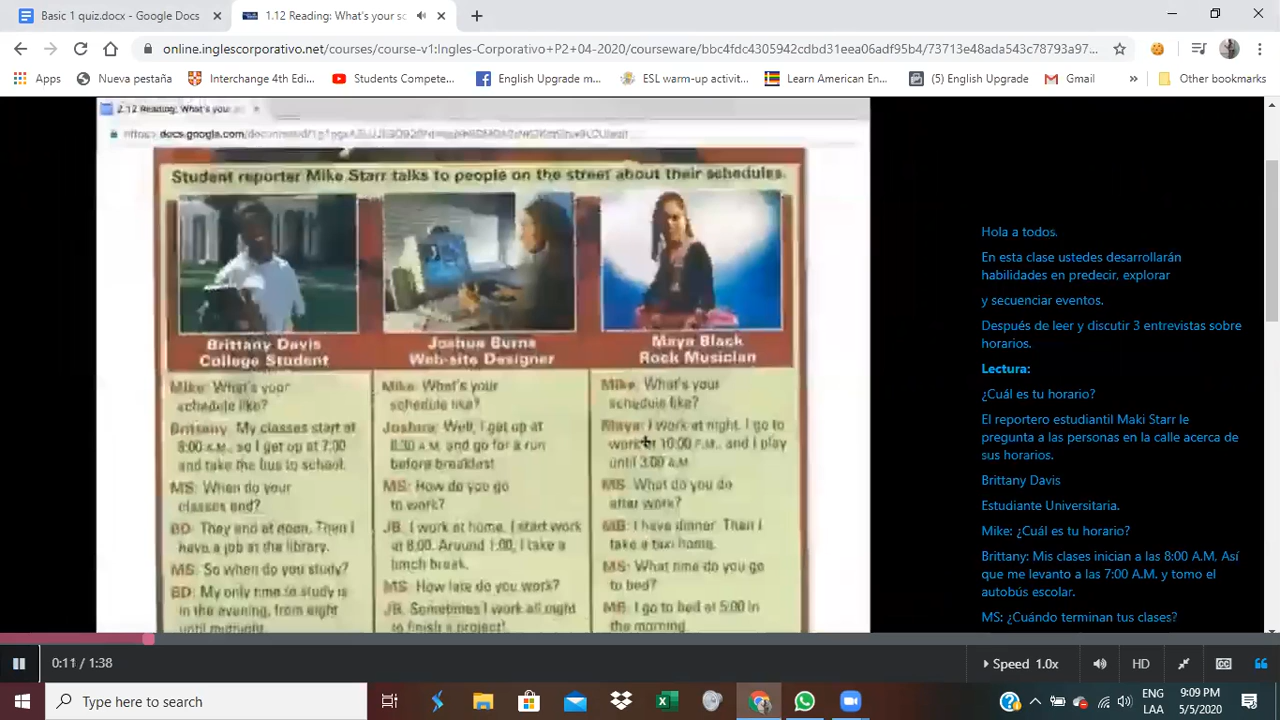 Basic 1 quiz.docx - Google Docs
1.12 Reading: What's your sc
online.inglescorporativo.net/courses/course-v1:Ingles-Corporativo+P2+04-2020/courseware/bbc4fdc4305942cdbd31eea06adf95b4/73713e48ada543c78793a97...
Apps
Nueva pestaña
Interchange 4th Edi...
Students Compete...
English Upgrade m...
ESL warm-up activit...
Learn American En...
(5) English Upgrade
Gmail
»
Other bookmarks
2.12 Reading: What's your
docs.google.com
Student reporter Mike Starr talks to people on the street about their schedules.
Brittany Davis
College Student
Mike: What's your
schedule like?
Brittany: My classes start at
8:00 A.M., so I get up at 7:00
and take the bus to school.
MS: When do your
classes end?
BD: They end at noon. Then I
have a job at the library.
MS: So when do you study?
BD: My only time to study is
in the evening, from eight
until midnight.
Joshua Burns
Web-site Designer
Mike: What's your
schedule like?
Joshua: Well, I get up at
8:30 A.M. and go for a run
before breakfast
MS: How do you go
to work?
JB: I work at home. I start work
at 8:00. Around 1:00, I take a
lunch break.
MS: How late do you work?
JB: Sometimes I work all night
to finish a project!
Maya Black
Rock Musician
Mike: What's your
schedule like?
Maya: I work at night. I go to
work at 10:00 P.M., and I play
until 3:00 A.M.
MS: What do you do
after work?
MB: I have dinner. Then I
take a taxi home.
MS: What time do you go
to bed?
MB: I go to bed at 5:00 in
the morning.
Hola a todos.
En esta clase ustedes desarrollarán
habilidades en predecir, explorar
y secuenciar eventos.
Después de leer y discutir 3 entrevistas sobre
horarios.
Lectura:
¿Cuál es tu horario?
El reportero estudiantil Maki Starr le
pregunta a las personas en la calle acerca de
sus horarios.
Brittany Davis
Estudiante Universitaria.
Mike: ¿Cuál es tu horario?
Brittany: Mis clases inician a las 8:00 A.M. Así
que me levanto a las 7:00 A.M. y tomo el
autobús escolar.
MS: ¿Cuándo terminan tus clases?
0:11 / 1:38
Speed 1.0x
HD
Type here to search
ENG
LAA
9:09 PM
5/5/2020